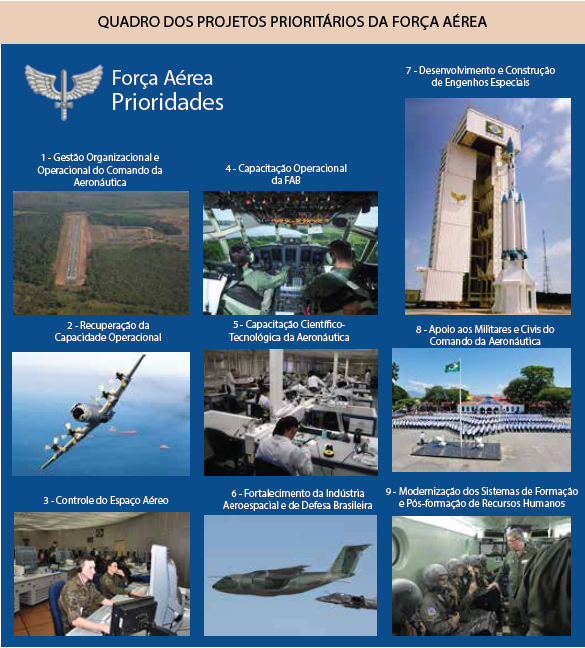 QUADRO DOS PROJETOS PRIORITÁRIOS DA FORÇA AÉREA
Força Aérea
Prioridades
1 - Gestão Organizacional e
Operacional do Comando da
Aeronáutica
2 - Recuperação da
Capacidade Operacional
3 - Controle do Espaço Aéreo
4 - Capacitação Operacional
da FAB
5 - Capacitação Científico-
Tecnológica da Aeronáutica
6 - Fortalecimento da Indústria
Aeroespacial e de Defesa Brasileira
7 - Desenvolvimento e Construção
de Engenhos Especiais
8 - Apoio aos Militares e Civis do
Comando da Aeronáutica
9 - Modernização dos Sistemas de Formação
e Pós-formação de Recursos Humanos